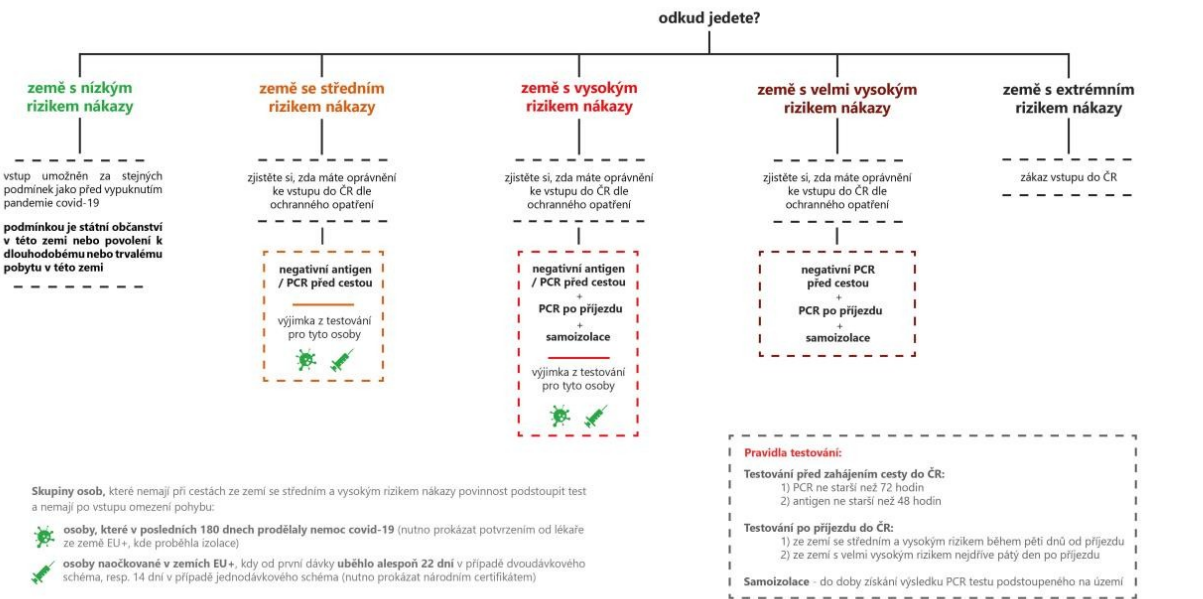 odkud jedete?
země s nízkým
rizikem nákazy
vstup umožněn za stejných
podmínek jako před vypuknutím
pandemie covid-19
podmínkou je státní občanství
v této zemi nebo povolení k
dlouhodobému nebo trvalému
pobytu v této zemi
země se středním
rizikem nákazy
zjistěte si, zda máte oprávnění
ke vstupu do ČR dle
ochranného opatření
negativní antigen
/ PCR před cestou
výjimka z testování
pro tyto osoby
země s vysokým
rizikem nákazy
zjistěte si, zda máte oprávnění
ke vstupu do ČR dle
ochranného opatření
negativní antigen
/ PCR před cestou
+
PCR po příjezdu
+
samoizolace
výjimka z testování
pro tyto osoby
země s velmi vysokým
rizikem nákazy
zjistěte si, zda máte oprávnění
ke vstupu do ČR dle
ochranného opatření
negativní PCR
před cestou
+
PCR po příjezdu
+
samoizolace
země s extrémním
rizikem nákazy
zákaz vstupu do ČR
Skupiny osob, které nemají při cestách ze zemí se středním a vysokým rizikem nákazy povinnost podstoupit test
a nemají po vstupu omezení pohybu:
osoby, které v posledních 180 dnech prodělaly nemoc covid-19 (nutno prokázat potvrzením od lékaře
ze země EU+, kde proběhla izolace)
osoby naočkované v zemích EU+, kdy od první dávky uběhlo alespoň 22 dní v případě dvoudávkového
schéma, resp. 14 dní v případě jednodávkového schéma (nutno prokázat národním certifikátem)
Pravidla testování:
Testování před zahájením cesty do ČR:
1) PCR ne starší než 72 hodin
2) antigen ne starší než 48 hodin
Testování po příjezdu do ČR:
1) ze zemí se středním a vysokým rizikem během pěti dnů od příjezdu
2) ze zemí s velmi vysokým rizikem nejdříve pátý den po příjezdu
Samoizolace - do doby získání výsledku PCR testu podstoupeného na území